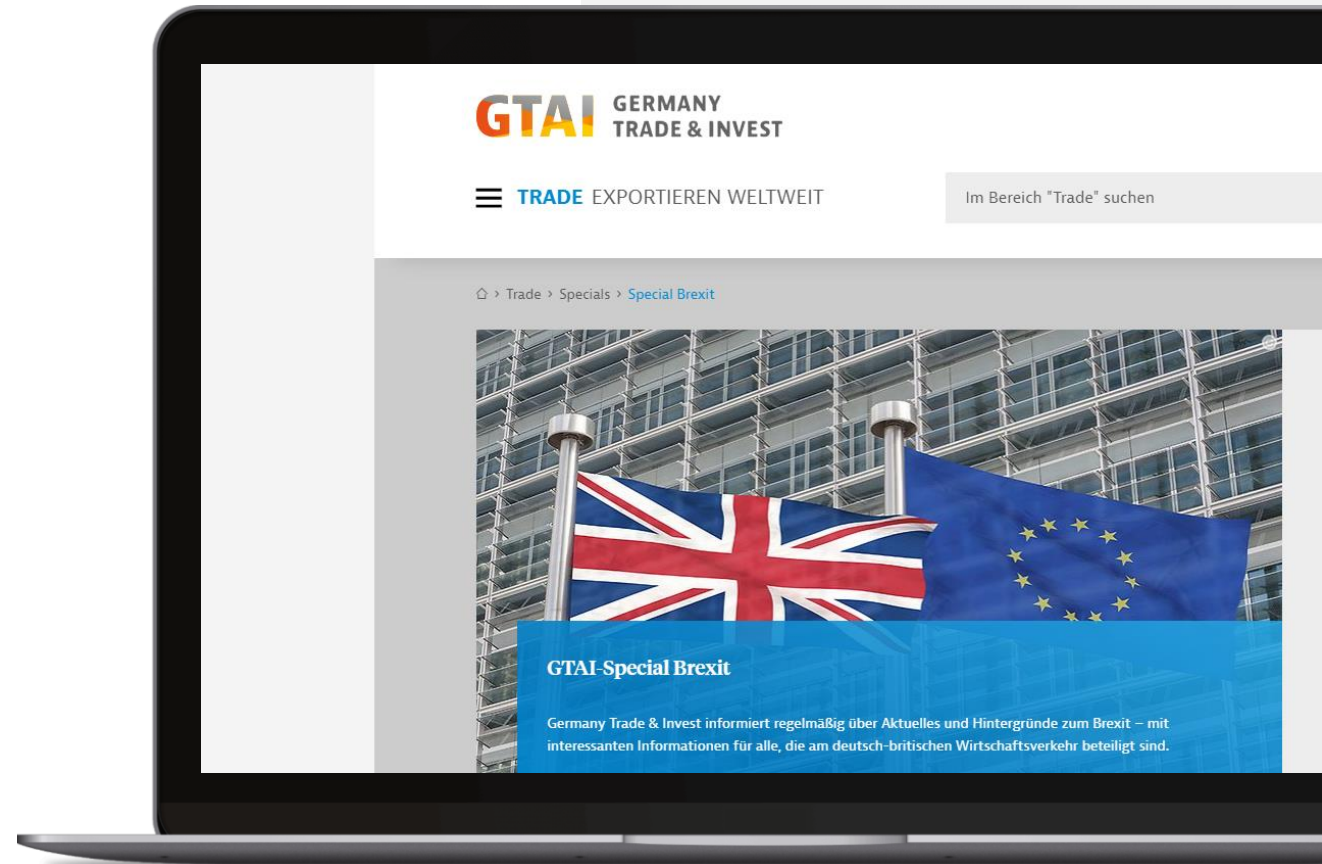 GTAI GERMANY
TRADE & INVEST
TRADE EXPORTIEREN WELTWEIT
Im Bereich "Trade" suchen
> Trade > Specials > Special Brexit
GTAI-Special Brexit
Germany Trade & Invest informiert regelmäßig über Aktuelles und Hintergründe zum Brexit – mit
interessanten Informationen für alle, die am deutsch-britischen Wirtschaftsverkehr beteiligt sind.